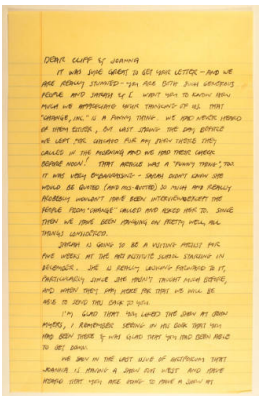 DEAR CLIFF & JOANNA
IT WAS SURE GREAT TO GET YOUR LETTER - AND WE
ARE REALLY STUNNED - YOU ARE BOTH SUCH GENEROUS
PEOPLE AND SARAH & I WANT YOU TO KNOW HOW
MUCH WE APPRECIATE YOUR THINKING OF US. THAT
"CHANGE, INC." IS A FUNNY THING. WE HAD NEVER HEARD
OF THEM EITHER, BUT LAST SPRING THE DAY BEFORE
WE LEFT FOR CHICAGO FOR MY SHOW THERE THEY
CALLED IN THE MORNING AND WE HAD THEIR CHECK
BEFORE NOON! THAT ARTICLE WAS A "FUNNY THING", TOO.
IT WAS VERY EMBARRASSING - SARAH DIDN'T KNOW SHE
WOULD BE QUOTED (AND MIS-QUOTED) SO MUCH AND REALLY
PROBABLY WOULDN'T HAVE BEEN INTERVIEWED EXCEPT THE
PEOPLE FROM "CHANGE" CALLED AND ASKED HER TO. SINCE
THEN WE HAVE BEEN HANGING ON PRETTY WELL, ALL
THINGS CONSIDERED.
SARAH IS GOING TO BE A VISITING ARTIST FOR
FIVE WEEKS AT THE ART INSTITUTE SCHOOL STARTING IN
DECEMBER. SHE IS REALLY LOOKING FORWARD TO IT,
PARTICULARLY SINCE SHE HASN'T TAUGHT MUCH BEFORE,
AND WHEN THEY PAY HER FOR THAT WE WILL BE
ABLE TO SEND THIS BACK TO YOU.
I'M GLAD THAT YOU LOVED THE SHOW AT
MYERS, I REMEMBER SEEING IN HIS BOOK THAT YOU
HAD BEEN THERE & WAS GLAD THAT YOU HAD BEEN ABLE
TO GET DOWN.
WE SAW IN THE LAST ISSUE OF ARTFORUM THAT
JOANNA IS HAVING A SHOW OUT WEST AND HAVE
HEARD THAT YOU ARE GOING TO HAVE A SHOW AT